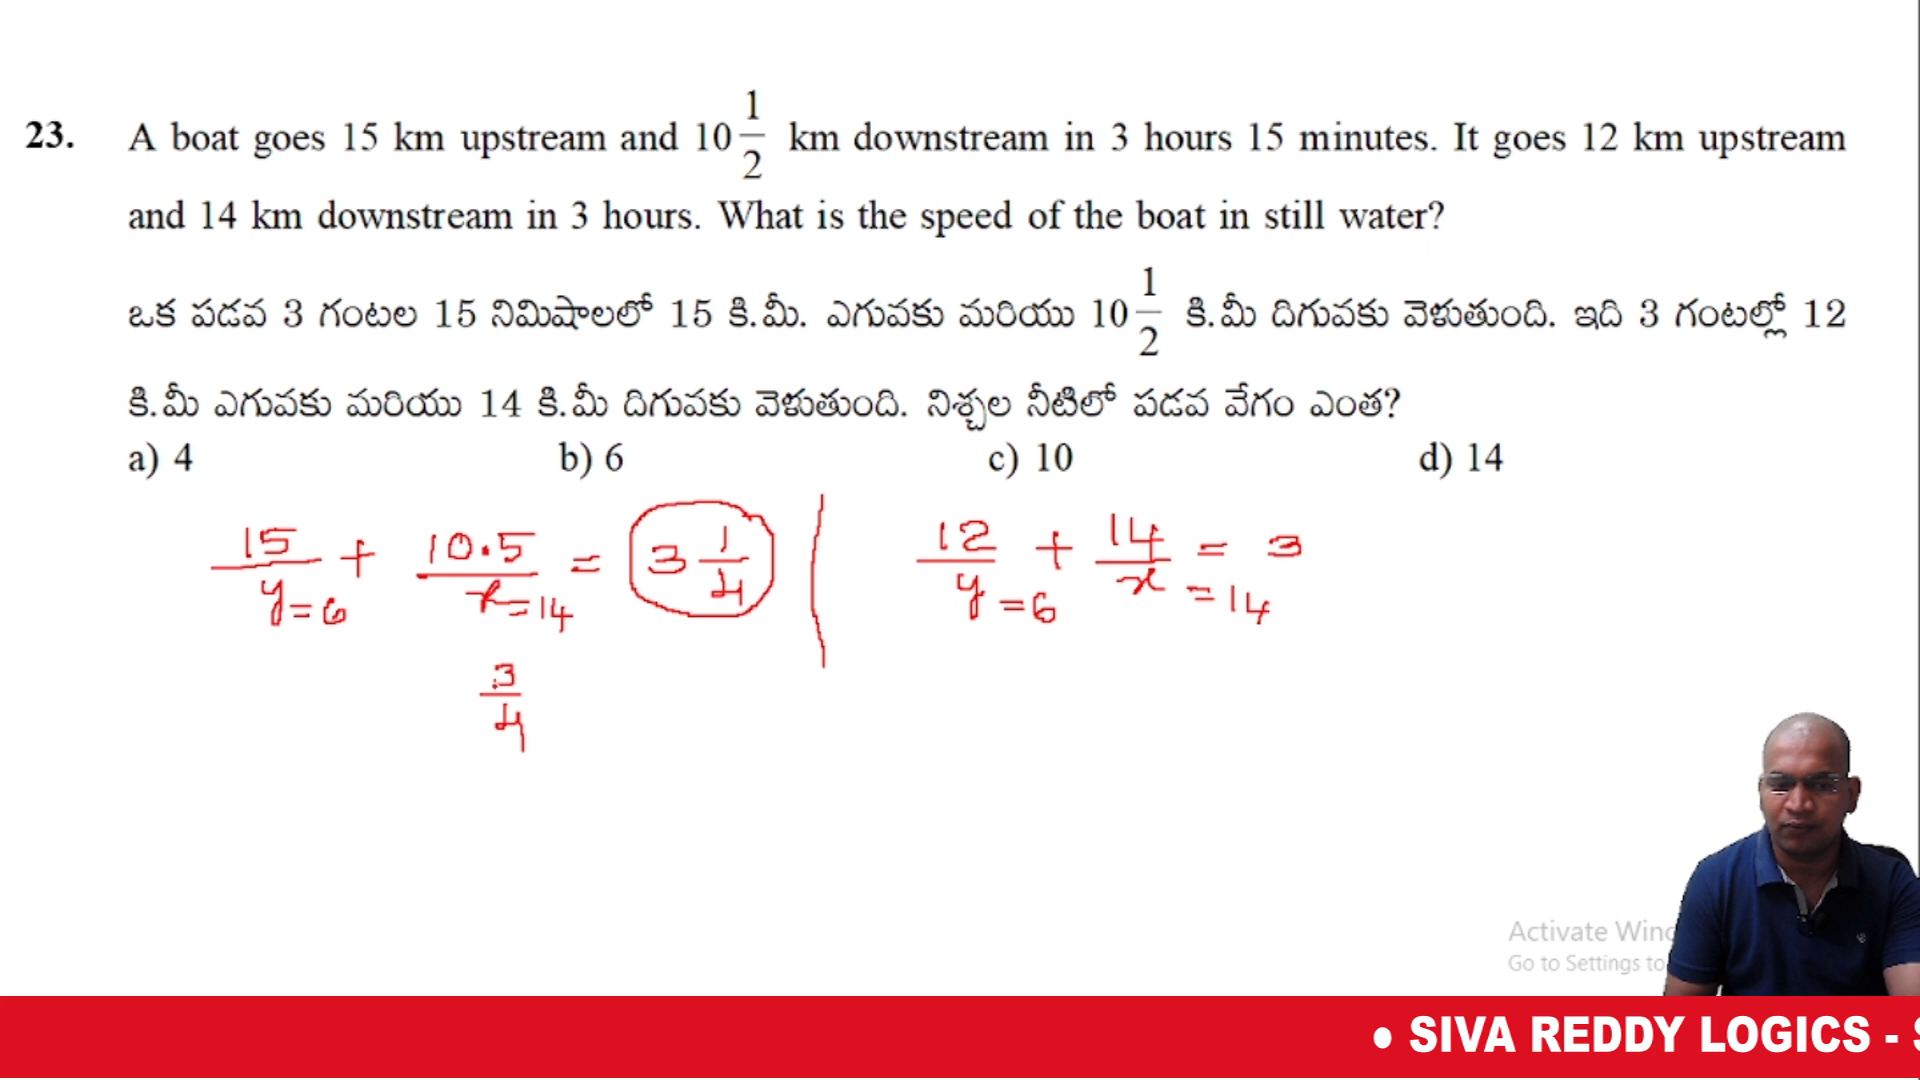 23. A boat goes 15 km upstream and 10 1/2 km downstream in 3 hours 15 minutes. It goes 12 km upstream
and 14 km downstream in 3 hours. What is the speed of the boat in still water?
ఒక పడవ 3 గంటల 15 నిమిషాలలో 15 కి.మీ. ఎగువకు మరియు 10 1/2 కి.మీ దిగువకు వెళుతుంది. ఇది 3 గంటల్లో 12
కి.మీ ఎగువకు మరియు 14 కి.మీ దిగువకు వెళుతుంది. నిశ్చల నీటిలో పడవ వేగం ఎంత?
a) 4 b) 6 c) 10 d) 14
15/y=6 + 10.5/x=14 = 3 1/4
3/4
12/y=6 + 14/x=14 = 3
Activate Winc
Go to Settings to
• SIVA REDDY LOGICS - S